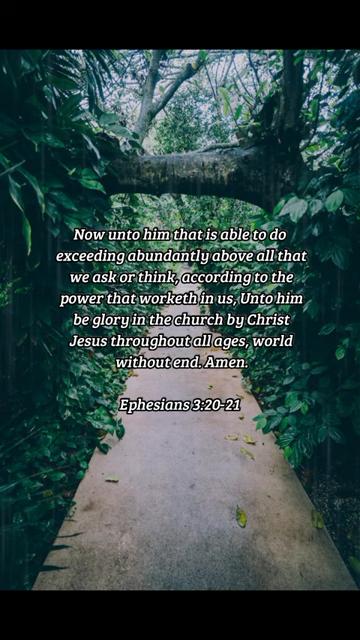 Now unto him that is able to do
exceeding abundantly above all that
we ask or think, according to the
power that worketh in us, Unto him
be glory in the church by Christ
Jesus throughout all ages, world
without end. Amen.
Ephesians 3:20-21